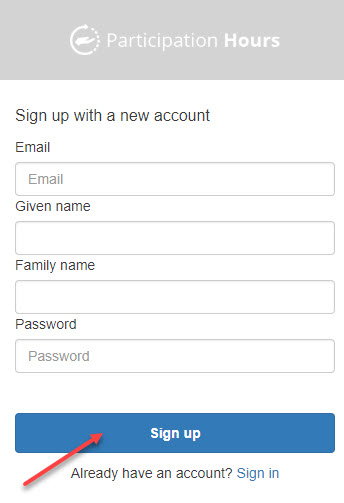 Participation Hours
Sign up with a new account
Email
Email
Given name
Family name
Password
Password
Sign up
Already have an account? Sign in